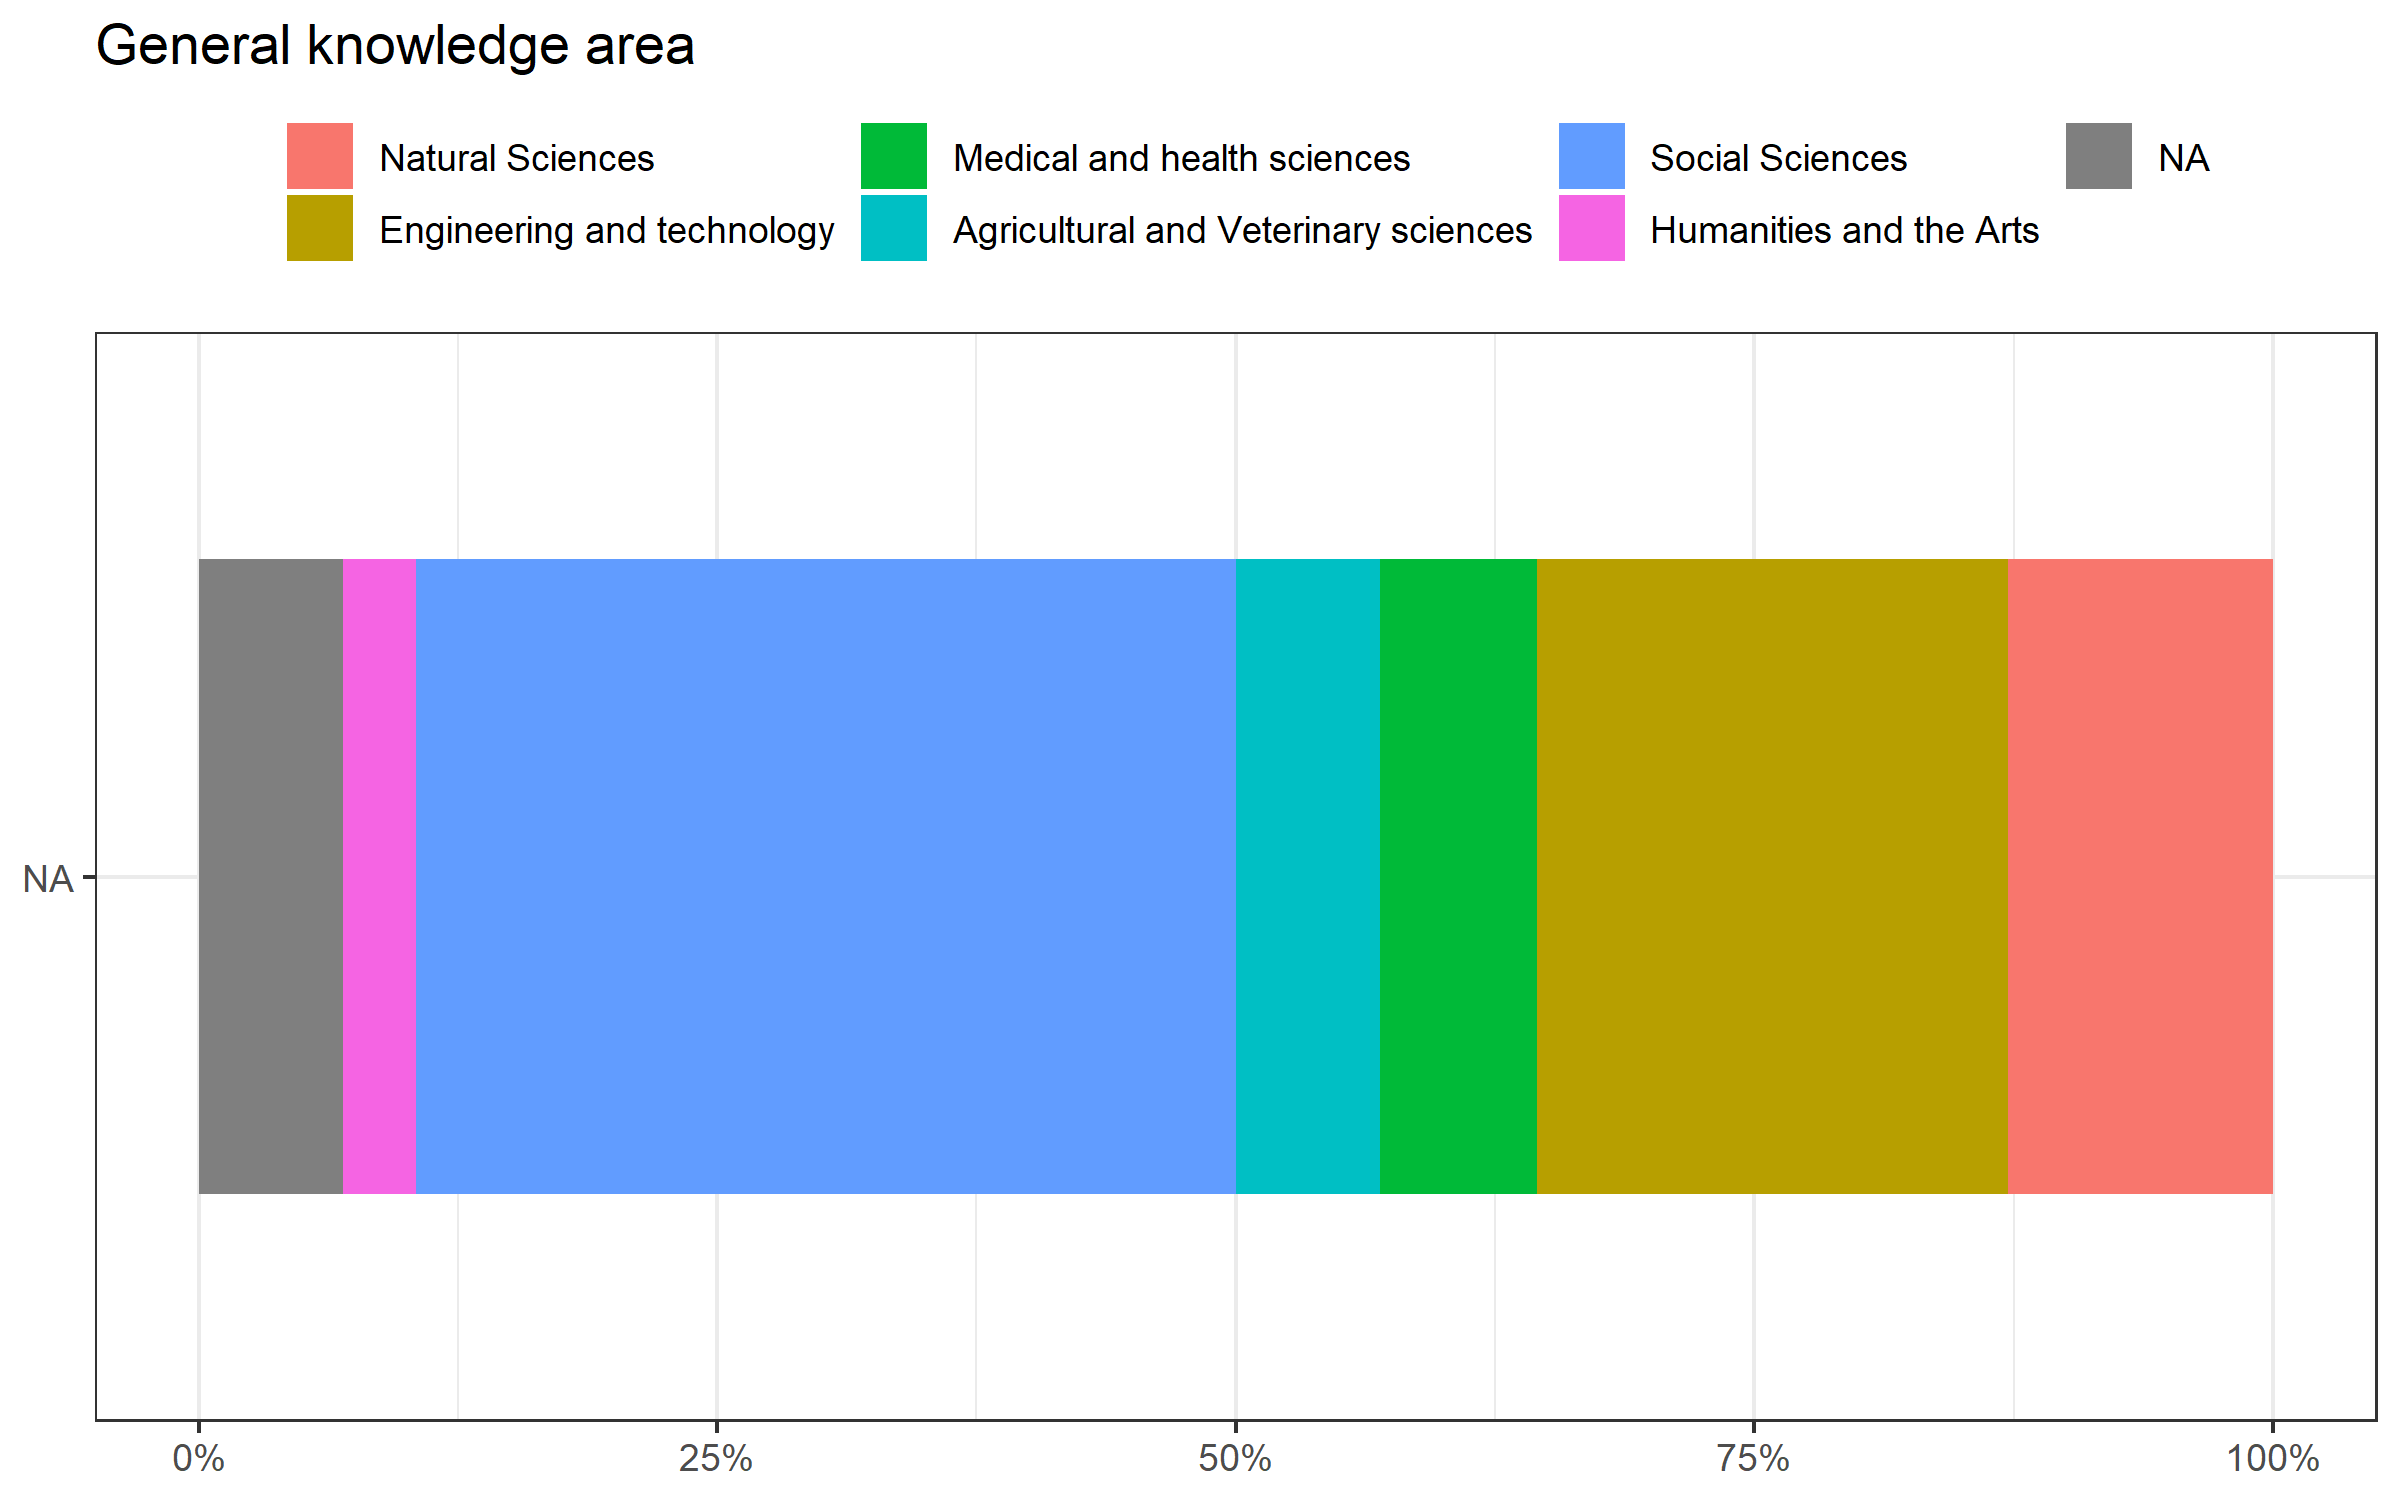 General knowledge area
Natural Sciences
Medical and health sciences
Social Sciences
NA
Engineering and technology
Agricultural and Veterinary sciences
Humanities and the Arts
NA
0%
25%
50%
75%
100%